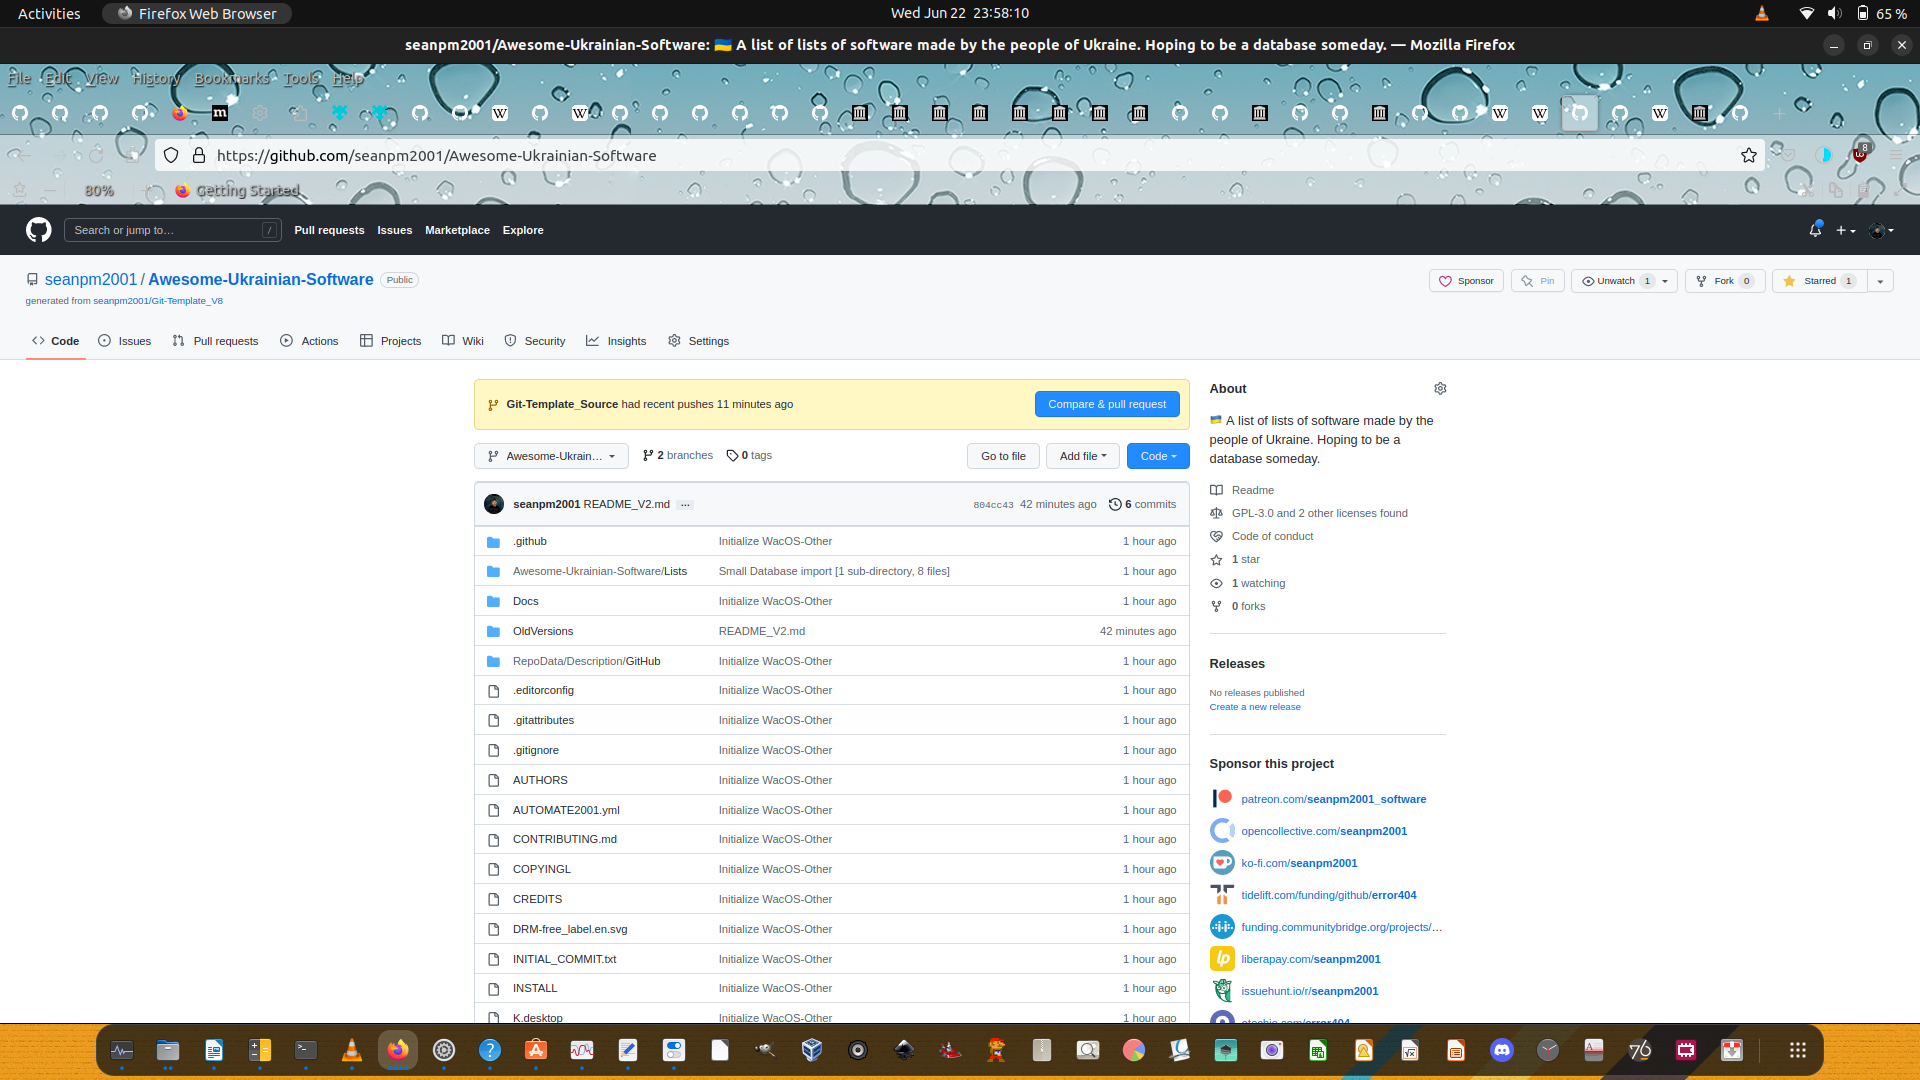 Activities
Firefox Web Browser
Wed Jun 22 23:58:10
65 %
seanpm2001/Awesome-Ukrainian-Software: 🇺🇦 A list of lists of software made by the people of Ukraine. Hoping to be a database someday. — Mozilla Firefox
File Edit View History Bookmarks Tools Help
https://github.com/seanpm2001/Awesome-Ukrainian-Software
8
80%
Getting Started
Search or jump to…
/
Pull requests Issues Marketplace Explore
seanpm2001 / Awesome-Ukrainian-Software
Public
Sponsor
Pin
Unwatch 1
Fork 0
Starred 1
generated from seanpm2001/Git-Template_V8
Code
Issues
Pull requests
Actions
Projects
Wiki
Security
Insights
Settings
Git-Template_Source had recent pushes 11 minutes ago
Compare & pull request
Awesome-Ukrain…
2 branches
0 tags
Go to file
Add file
Code
seanpm2001 README_V2.md …
804cc43 42 minutes ago
6 commits
.github Initialize WacOS-Other 1 hour ago
Awesome-Ukrainian-Software/Lists Small Database import [1 sub-directory, 8 files] 1 hour ago
Docs Initialize WacOS-Other 1 hour ago
OldVersions README_V2.md 42 minutes ago
RepoData/Description/GitHub Initialize WacOS-Other 1 hour ago
.editorconfig Initialize WacOS-Other 1 hour ago
.gitattributes Initialize WacOS-Other 1 hour ago
.gitignore Initialize WacOS-Other 1 hour ago
AUTHORS Initialize WacOS-Other 1 hour ago
AUTOMATE2001.yml Initialize WacOS-Other 1 hour ago
CONTRIBUTING.md Initialize WacOS-Other 1 hour ago
COPYINGL Initialize WacOS-Other 1 hour ago
CREDITS Initialize WacOS-Other 1 hour ago
DRM-free_label.en.svg Initialize WacOS-Other 1 hour ago
INITIAL_COMMIT.txt Initialize WacOS-Other 1 hour ago
INSTALL Initialize WacOS-Other 1 hour ago
K.desktop Initialize WacOS-Other 1 hour ago
About
🇺🇦 A list of lists of software made by the
people of Ukraine. Hoping to be a
database someday.
Readme
GPL-3.0 and 2 other licenses found
Code of conduct
1 star
1 watching
0 forks
Releases
No releases published
Create a new release
Sponsor this project
patreon.com/seanpm2001_software
opencollective.com/seanpm2001
ko-fi.com/seanpm2001
tidelift.com/funding/github/error404
funding.communitybridge.org/projects/…
liberapay.com/seanpm2001
issuehunt.io/r/seanpm2001
otechie.com/error404
76